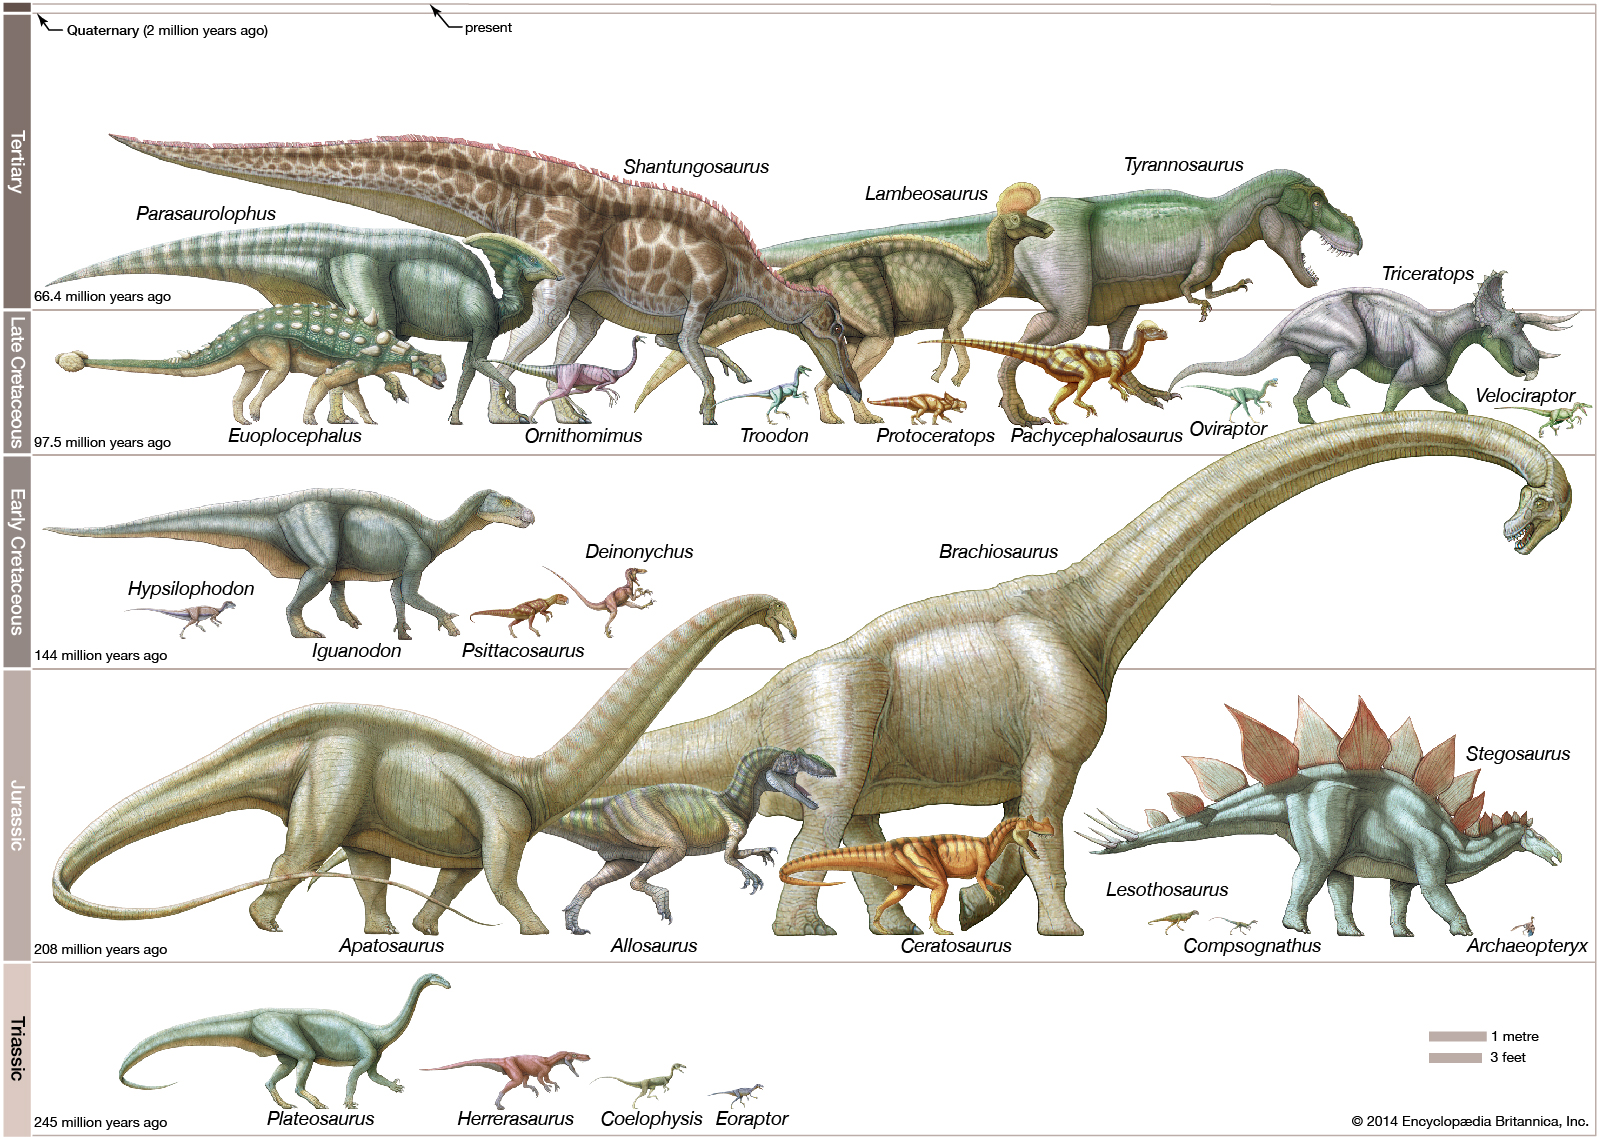 Quaternary (2 million years ago)
present
Tertiary
Shantungosaurus
Tyrannosaurus
Lambeosaurus
Parasaurolophus
Triceratops
66.4 million years ago
Late Cretaceous
Velociraptor
Euoplocephalus
Ornithomimus
Troodon
Protoceratops
Pachycephalosaurus
Oviraptor
97.5 million years ago
Early Cretaceous
Deinonychus
Brachiosaurus
Hypsilophodon
Iguanodon
Psittacosaurus
144 million years ago
Jurassic
Stegosaurus
Lesothosaurus
Apatosaurus
Allosaurus
Ceratosaurus
Compsognathus
Archaeopteryx
208 million years ago
Triassic
1 metre
3 feet
Plateosaurus
Herrerasaurus
Coelophysis
Eoraptor
245 million years ago
© 2014 Encyclopædia Britannica, Inc.